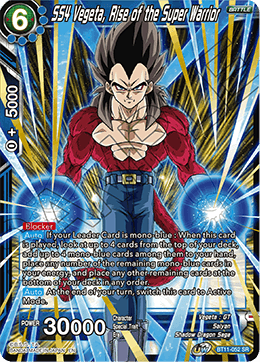 6
SS4 Vegeta, Rise of the Super Warrior
BATTLE
0 + 5000
Blocker
Auto If your Leader Card is mono-blue : When this card
is played, look at up to 4 cards from the top of your deck,
add up to 4 mono-blue cards among them to your hand,
place any number of the remaining mono-blue cards in
your energy, and place any other remaining cards at the
bottom of your deck in any order.
Auto At the end of your turn, switch this card to Active
Mode.
POWER 30000
Character
Special Trait
Era
Vegeta : GT
Saiyan
Shadow Dragon Saga
BT11-052 SR